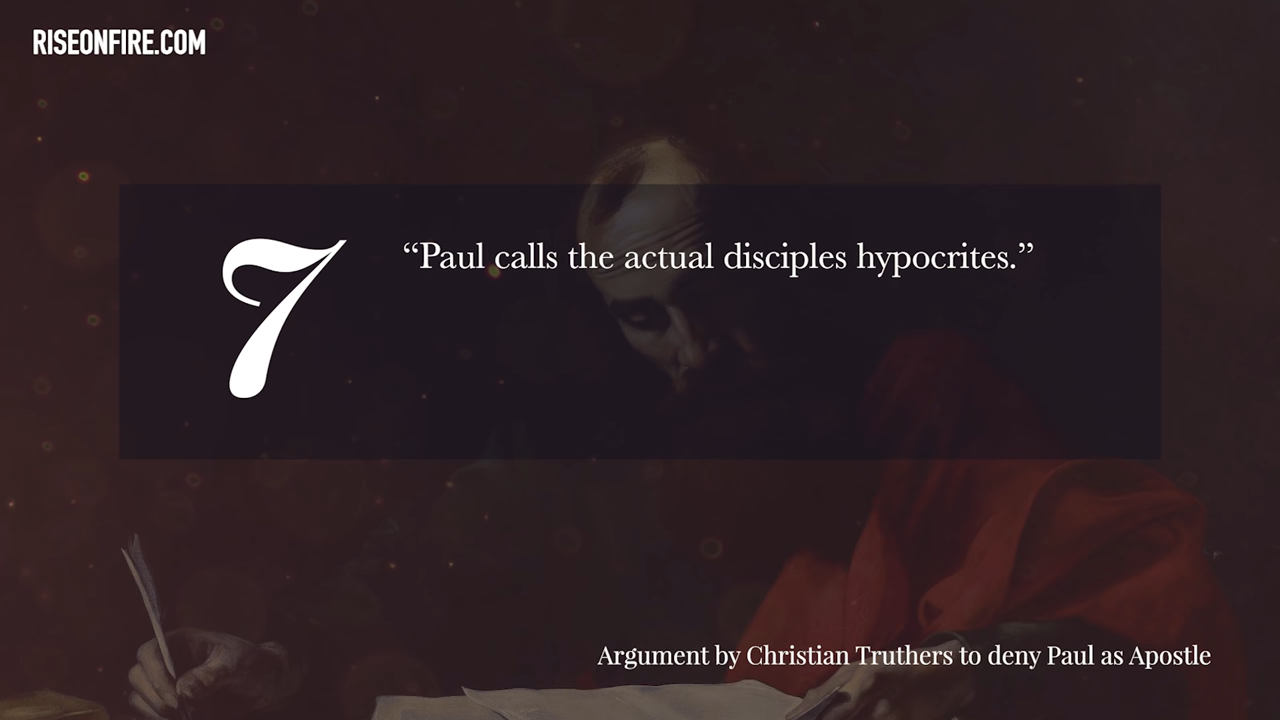 RISEONFIRE.COM
7
“Paul calls the actual disciples hypocrites.”
Argument by Christian Truthers to deny Paul as Apostle